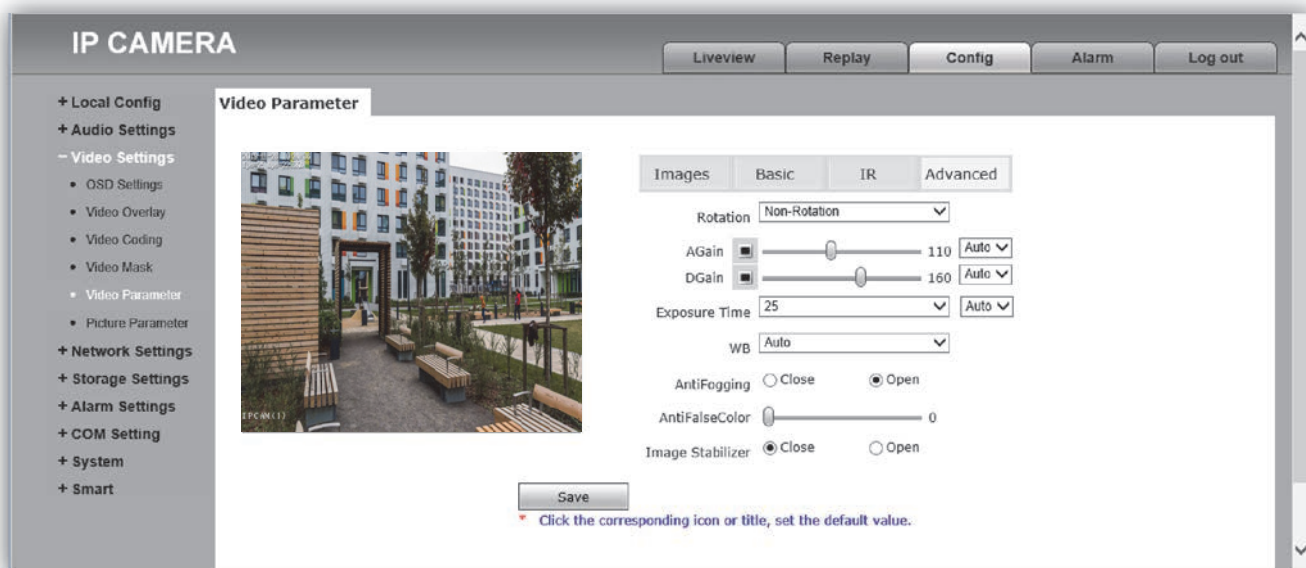 IP CAMERA
Liveview
Replay
Config
Alarm
Log out
+ Local Config
+ Audio Settings
− Video Settings
• OSD Settings
• Video Overlay
• Video Coding
• Video Mask
• Video Parameter
• Picture Parameter
+ Network Settings
+ Storage Settings
+ Alarm Settings
+ COM Setting
+ System
+ Smart
Video Parameter
IPCAM(1)
Images Basic IR Advanced
Rotation Non-Rotation
AGain 110 Auto
DGain 160 Auto
Exposure Time 25 Auto
WB Auto
AntiFogging Close Open
AntiFalseColor 0
Image Stabilizer Close Open
Save
* Click the corresponding icon or title, set the default value.